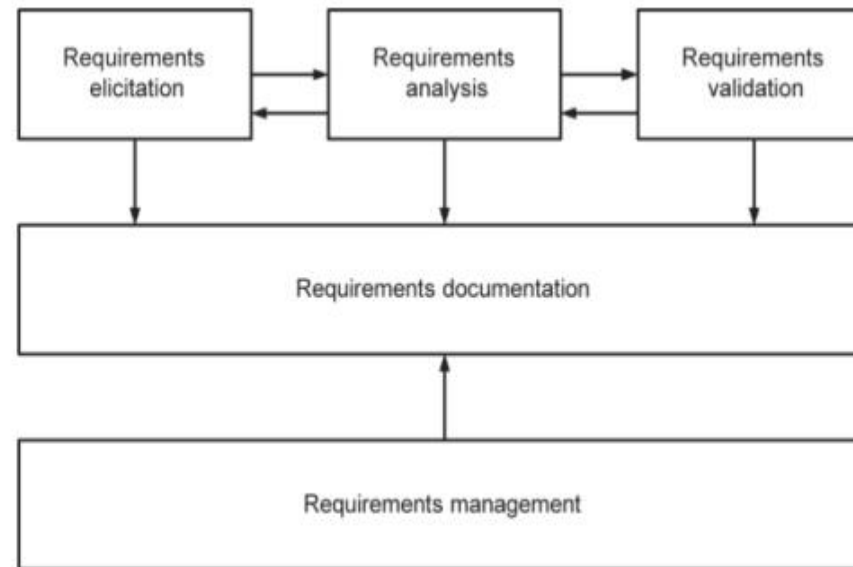 Requirements
elicitation
Requirements
analysis
Requirements
validation
Requirements documentation
Requirements management